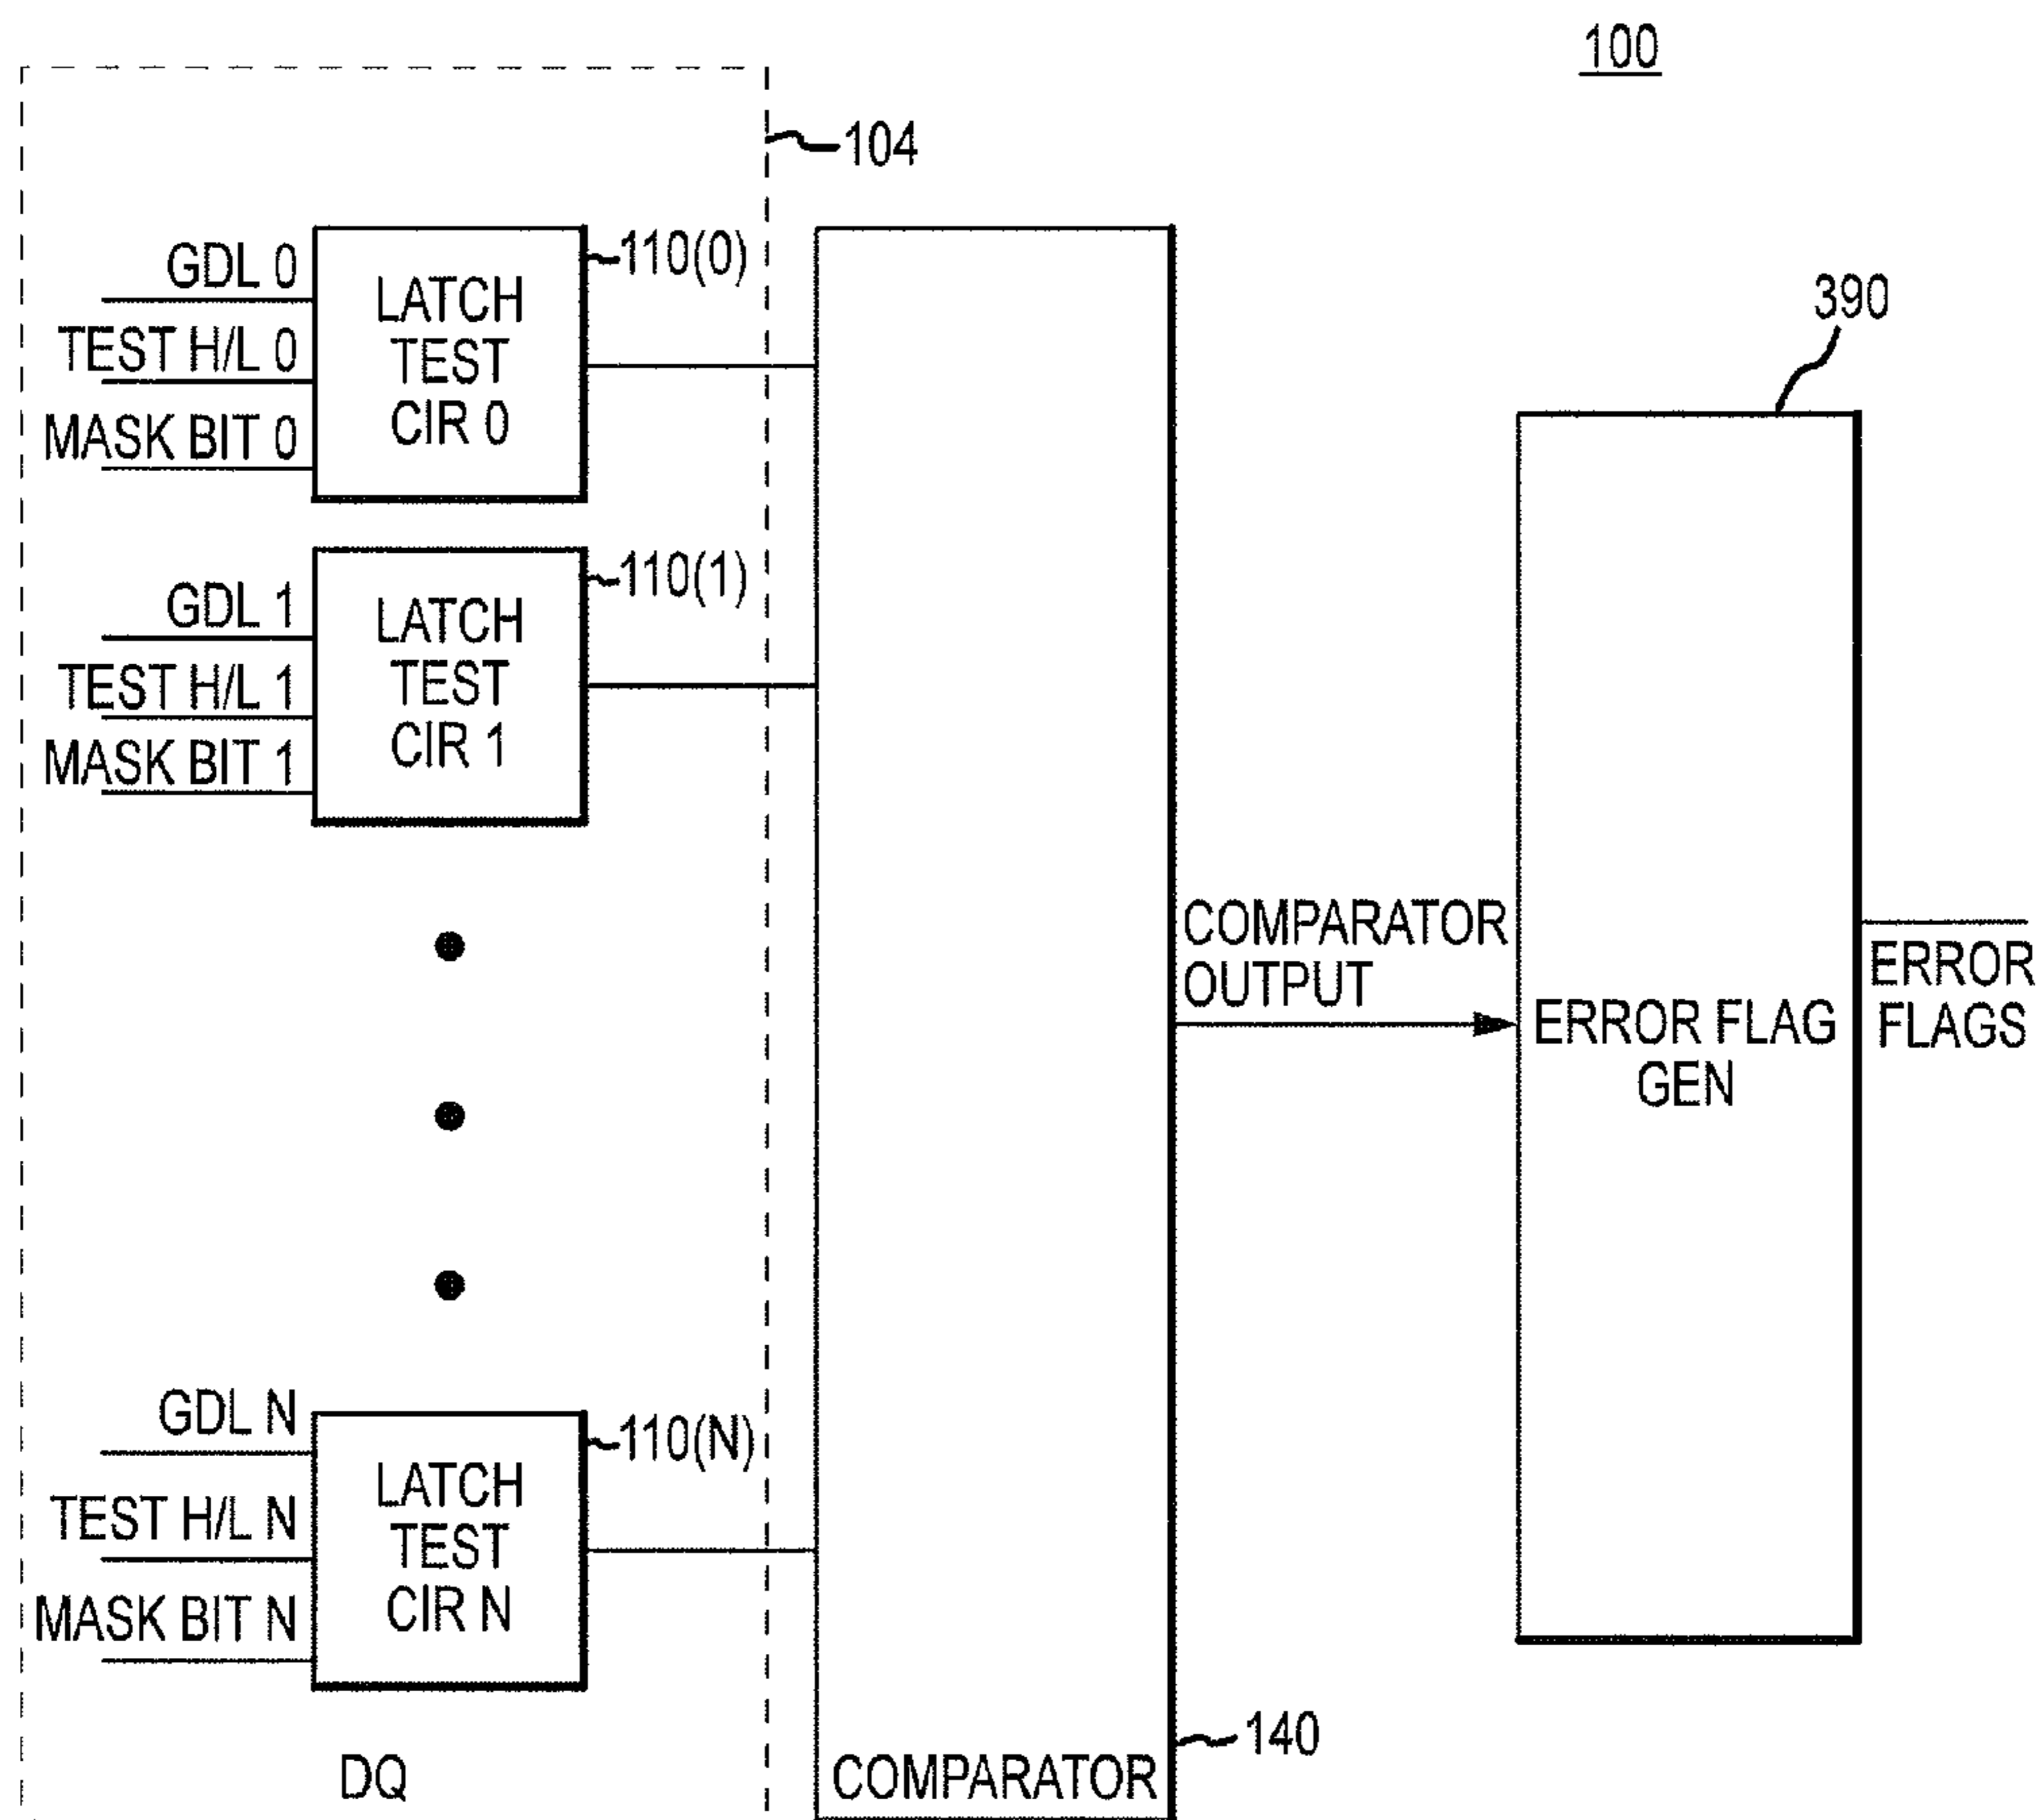 100
104
GDL 0
TEST H/L 0
MASK BIT 0
LATCH
TEST
CIR 0
110(0)
GDL 1
TEST H/L 1
MASK BIT 1
LATCH
TEST
CIR 1
110(1)
390
COMPARATOR
OUTPUT
ERROR FLAG
GEN
ERROR
FLAGS
GDL N
TEST H/L N
MASK BIT N
LATCH
TEST
CIR N
110(N)
DQ
COMPARATOR
140